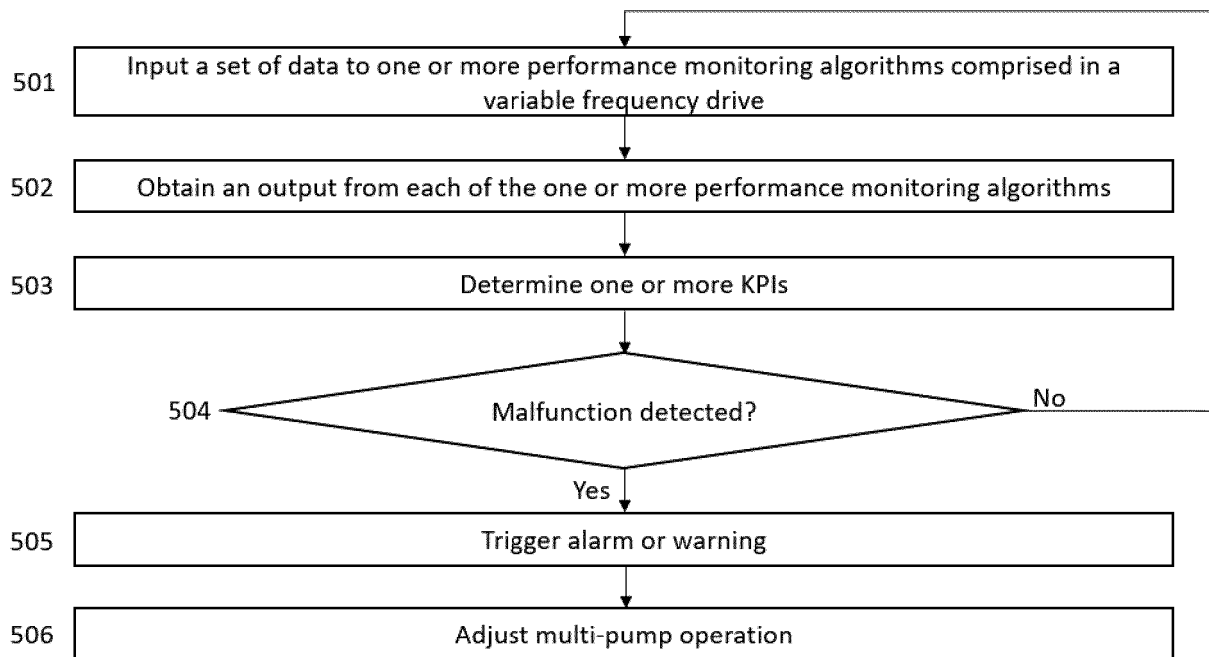 501
Input a set of data to one or more performance monitoring algorithms comprised in a
variable frequency drive
502
Obtain an output from each of the one or more performance monitoring algorithms
503
Determine one or more KPIs
504
Malfunction detected?
No
Yes
505
Trigger alarm or warning
506
Adjust multi-pump operation